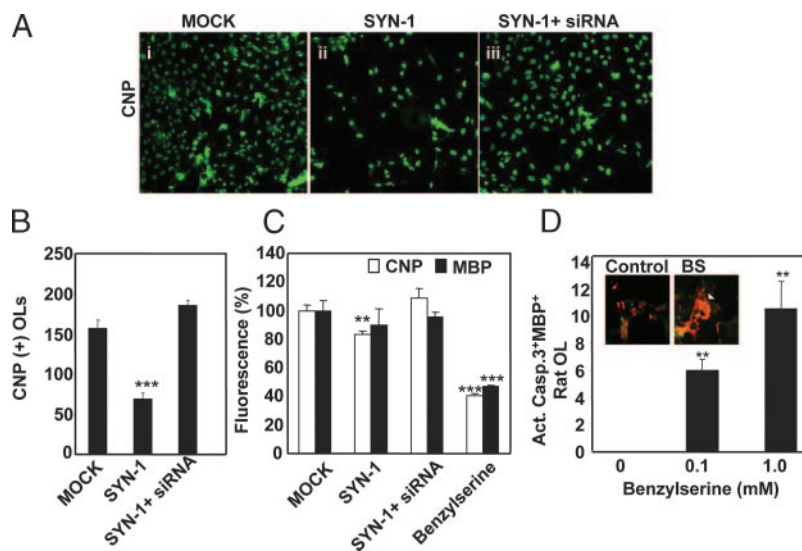 A
MOCK SYN-1 SYN-1+ siRNA
i ii iii
CNP
B C D
250
200
150
100
50
0
CNP (+) OLs
***
MOCK SYN-1 SYN-1+ siRNA
140
120
100
80
60
40
20
0
Fluorescence (%)
CNP MBP
**
*** ***
MOCK SYN-1 SYN-1+ siRNA Benzylserine
14
12
10
8
6
4
2
0
Act. Casp.3+MBP+
Rat OL
Control BS
**
**
0 0.1 1.0
Benzylserine (mM)